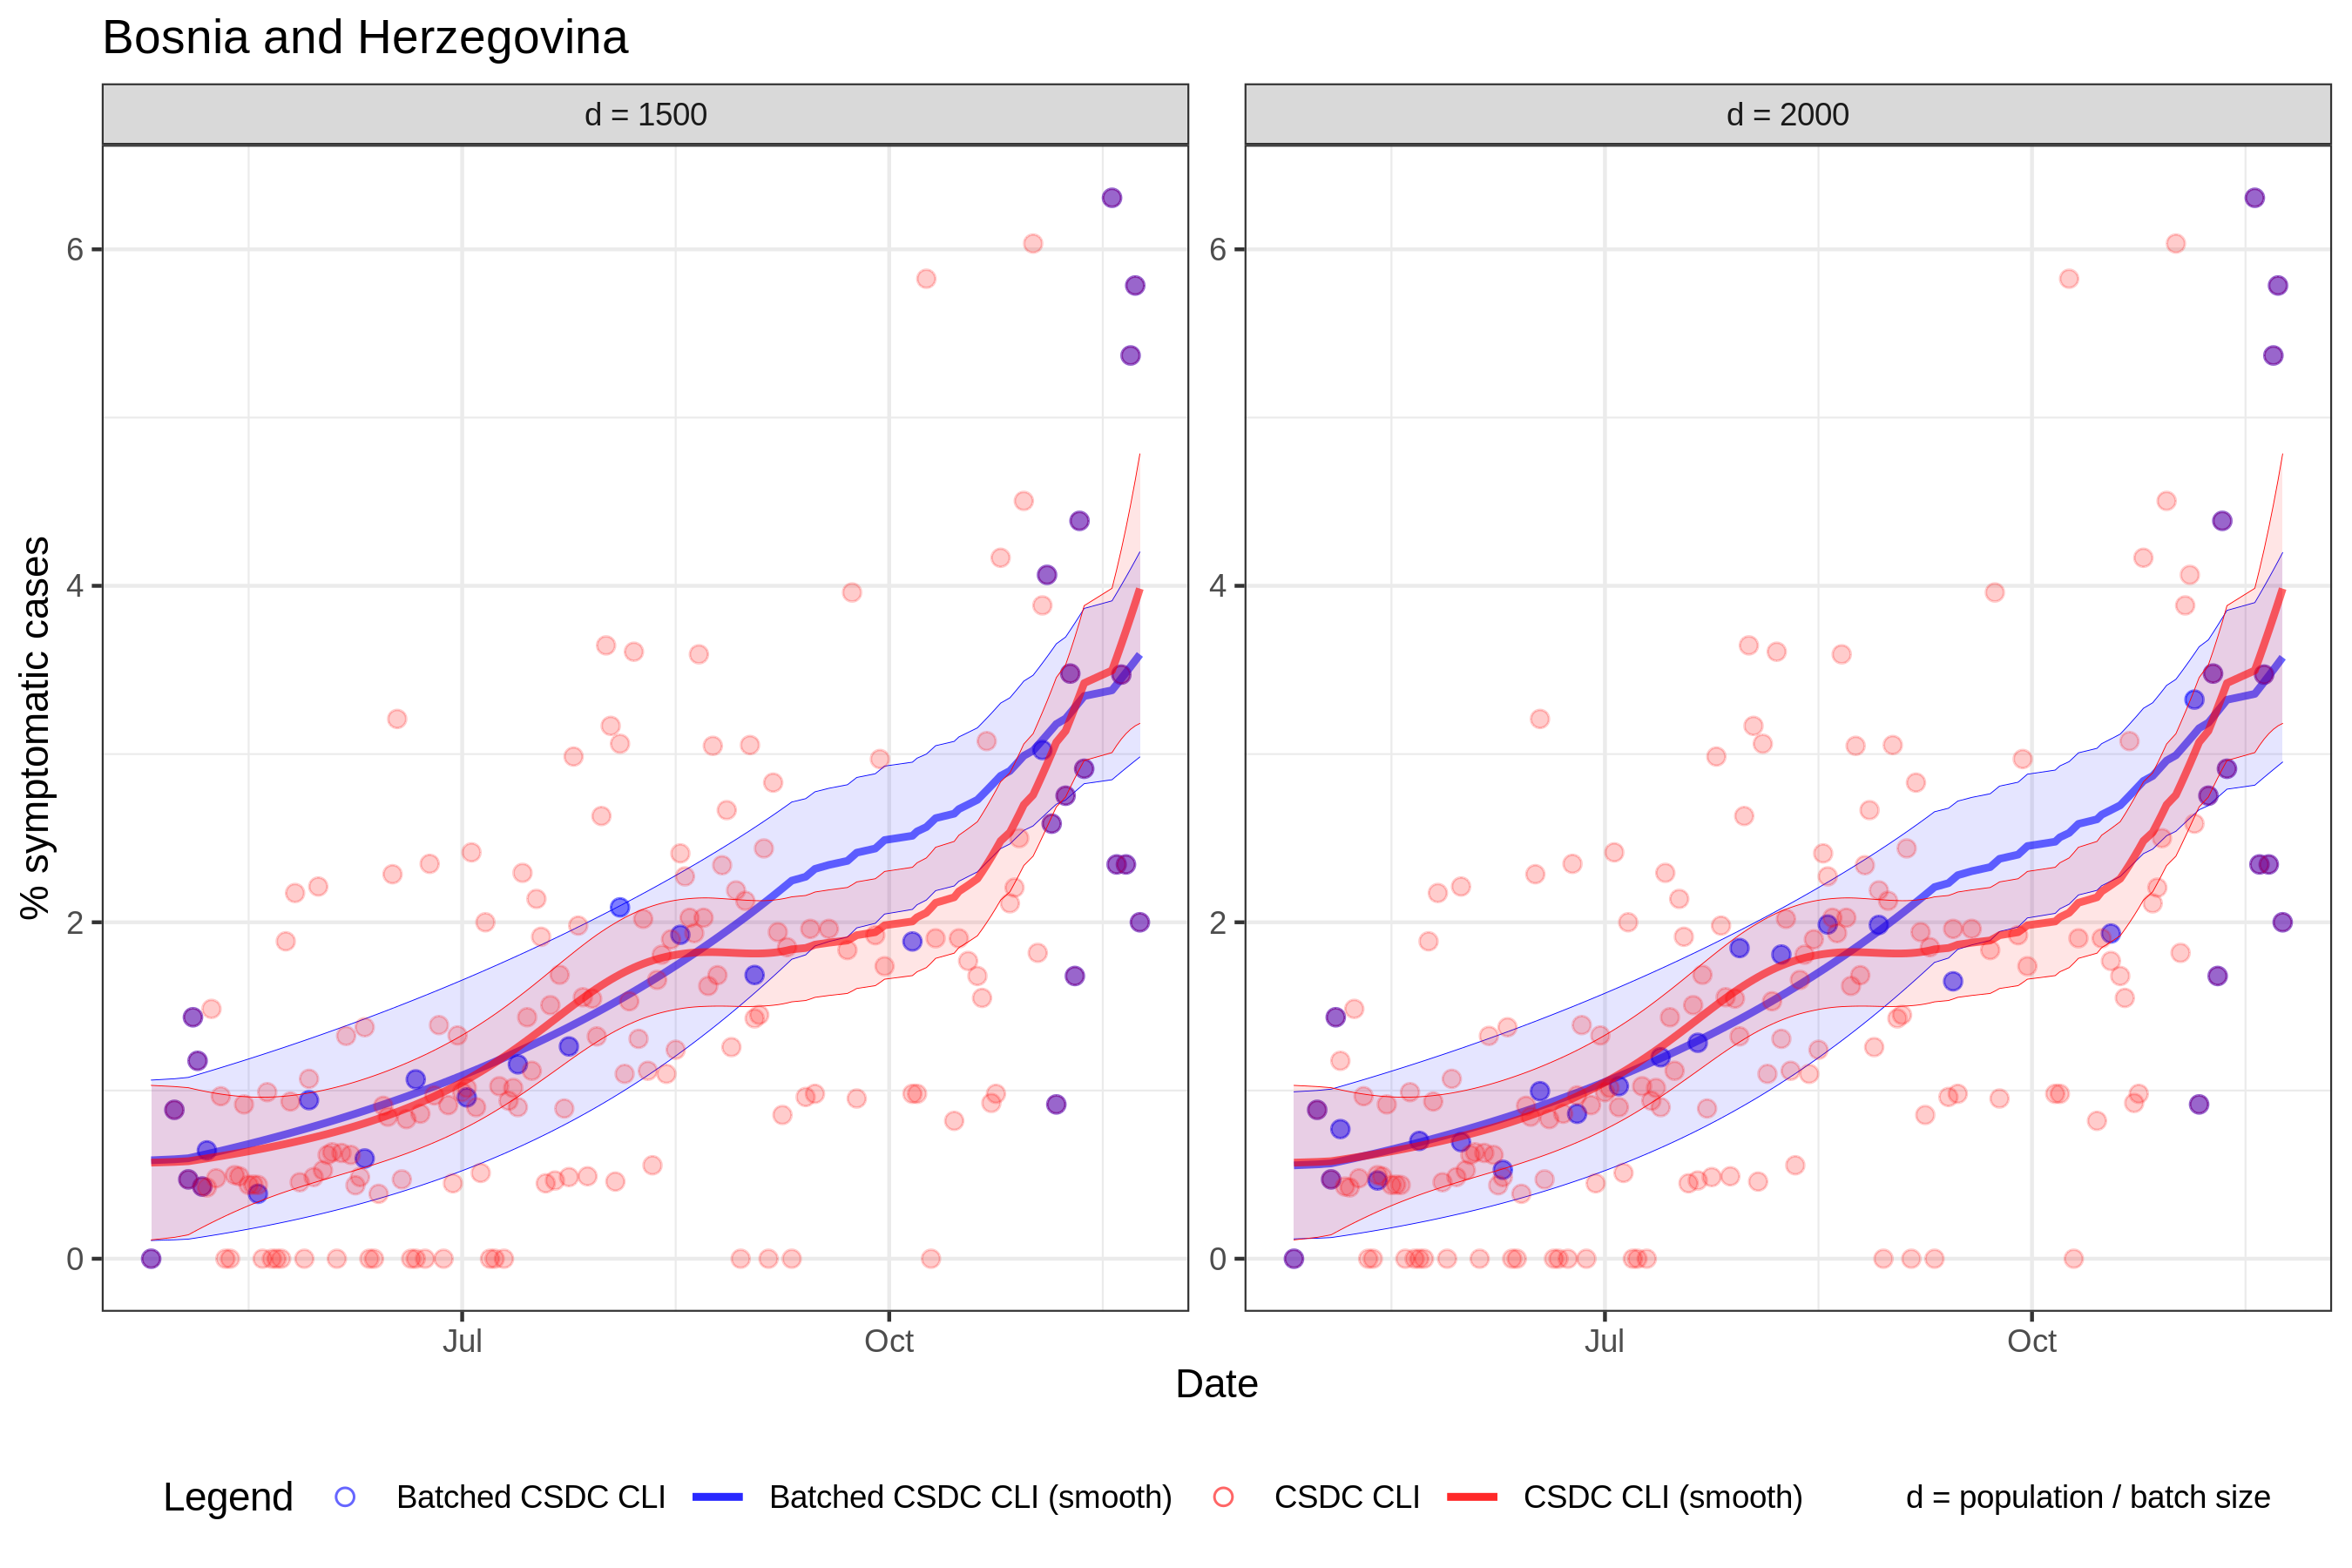 Bosnia and Herzegovina
d = 1500
d = 2000
% symptomatic cases
6
4
2
0
6
4
2
0
Jul
Oct
Jul
Oct
Date
Legend
Batched CSDC CLI
Batched CSDC CLI (smooth)
CSDC CLI
CSDC CLI (smooth)
d = population / batch size